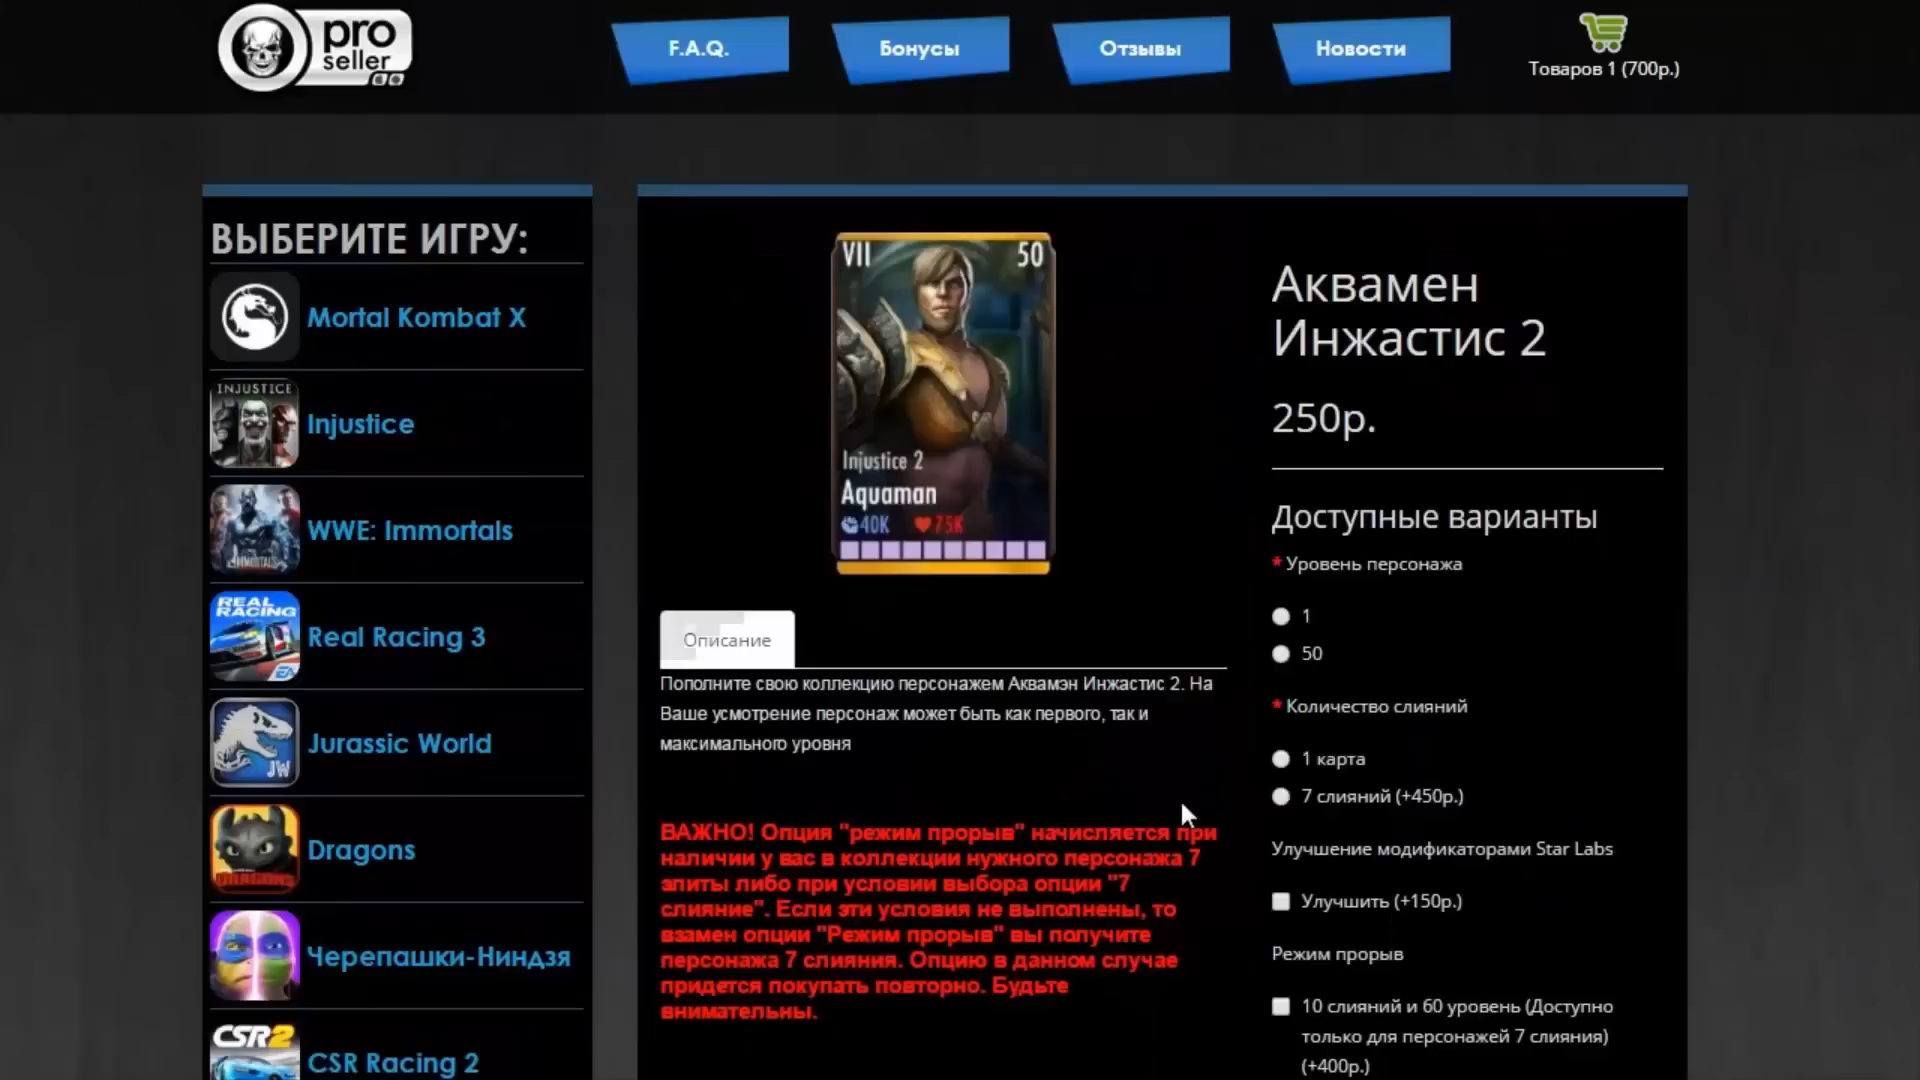 pro
seller
F.A.Q.
Бонусы
Отзывы
Новости
Товаров 1 (700р.)
ВЫБЕРИТЕ ИГРУ:
Mortal Kombat X
INJUSTICE
Injustice
WWE: Immortals
REAL
RACING
Real Racing 3
JW
Jurassic World
DRAGONS
Dragons
Черепашки-Ниндзя
CSR2
CSR Racing 2
VII 50
Injustice 2
Aquaman
40K 75K
Описание
Пополните свою коллекцию персонажем Аквамэн Инжастис 2. На
Ваше усмотрение персонаж может быть как первого, так и
максимального уровня
ВАЖНО! Опция "режим прорыв" начисляется при
наличии у вас в коллекции нужного персонажа 7
элиты либо при условии выбора опции "7
слияние". Если эти условия не выполнены, то
взамен опции "Режим прорыв" вы получите
персонажа 7 слияния. Опцию в данном случае
придется покупать повторно. Будьте
внимательны.
Аквамен
Инжастис 2
250р.
Доступные варианты
* Уровень персонажа
1
50
* Количество слияний
1 карта
7 слияний (+450р.)
Улучшение модификаторами Star Labs
Улучшить (+150р.)
Режим прорыв
10 слияний и 60 уровень (Доступно
только для персонажей 7 слияния)
(+400р.)